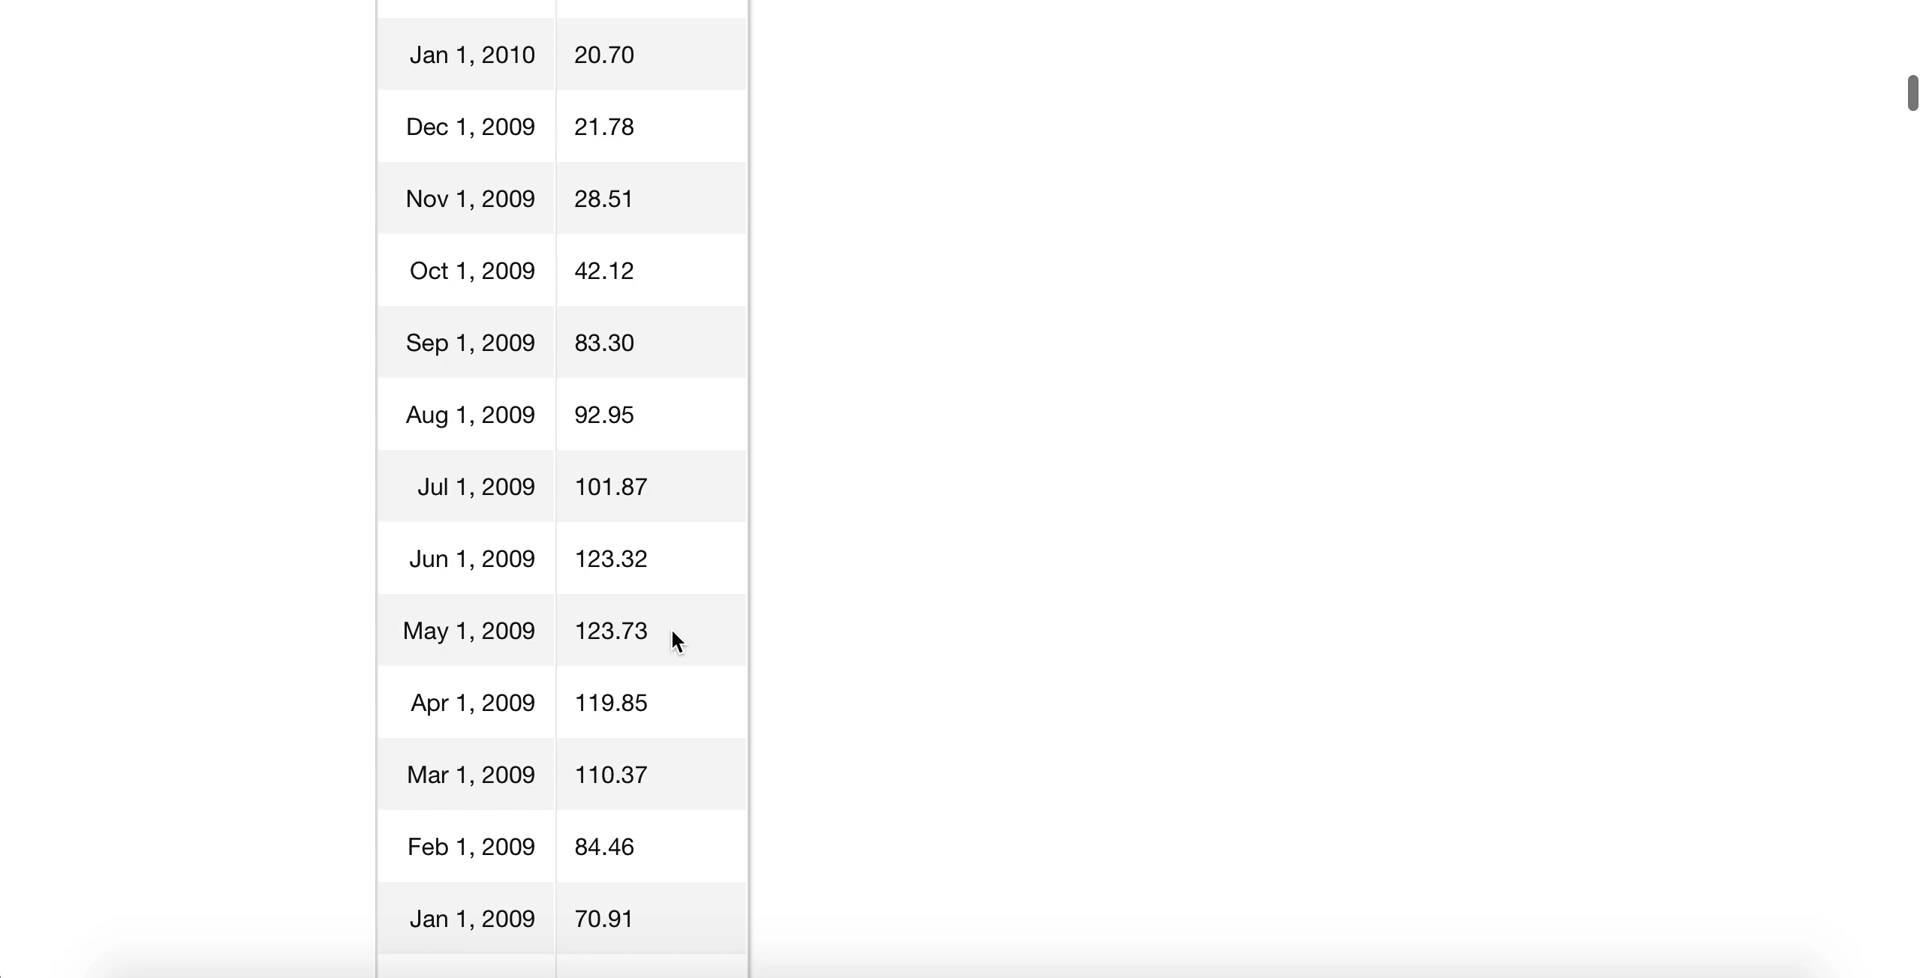 Jan 1, 2010 20.70
Dec 1, 2009 21.78
Nov 1, 2009 28.51
Oct 1, 2009 42.12
Sep 1, 2009 83.30
Aug 1, 2009 92.95
Jul 1, 2009 101.87
Jun 1, 2009 123.32
May 1, 2009 123.73
Apr 1, 2009 119.85
Mar 1, 2009 110.37
Feb 1, 2009 84.46
Jan 1, 2009 70.91